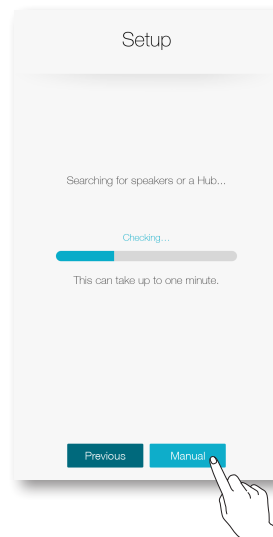 Setup
Searching for speakers or a Hub...
Checking...
This can take up to one minute.
Previous
Manual